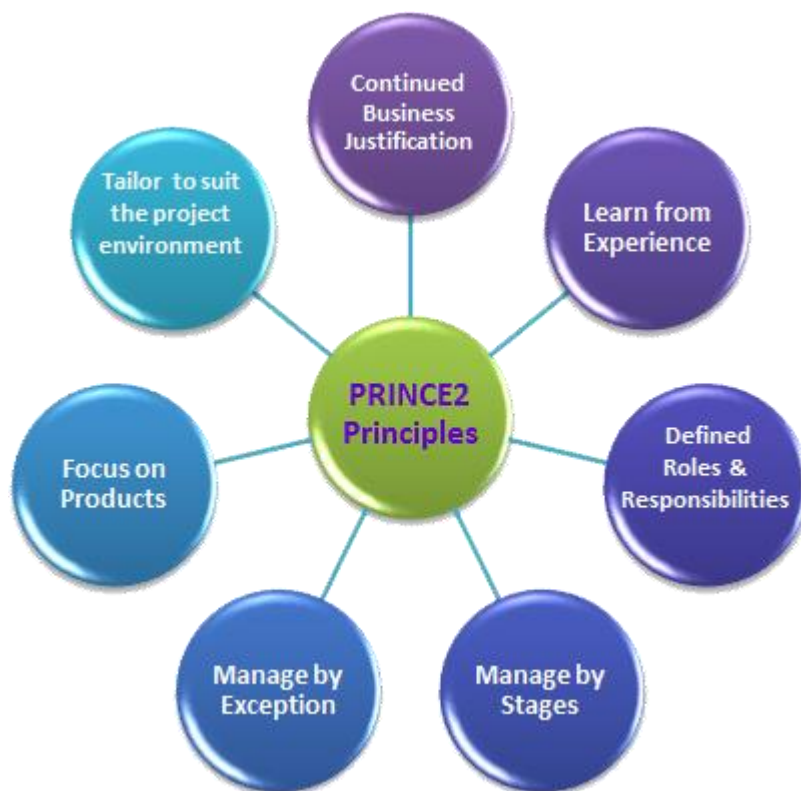 Continued
Business
Justification
Tailor to suit
the project
environment
Learn from
Experience
PRINCE2
Principles
Focus on
Products
Defined
Roles &
Responsibilities
Manage by
Exception
Manage by
Stages